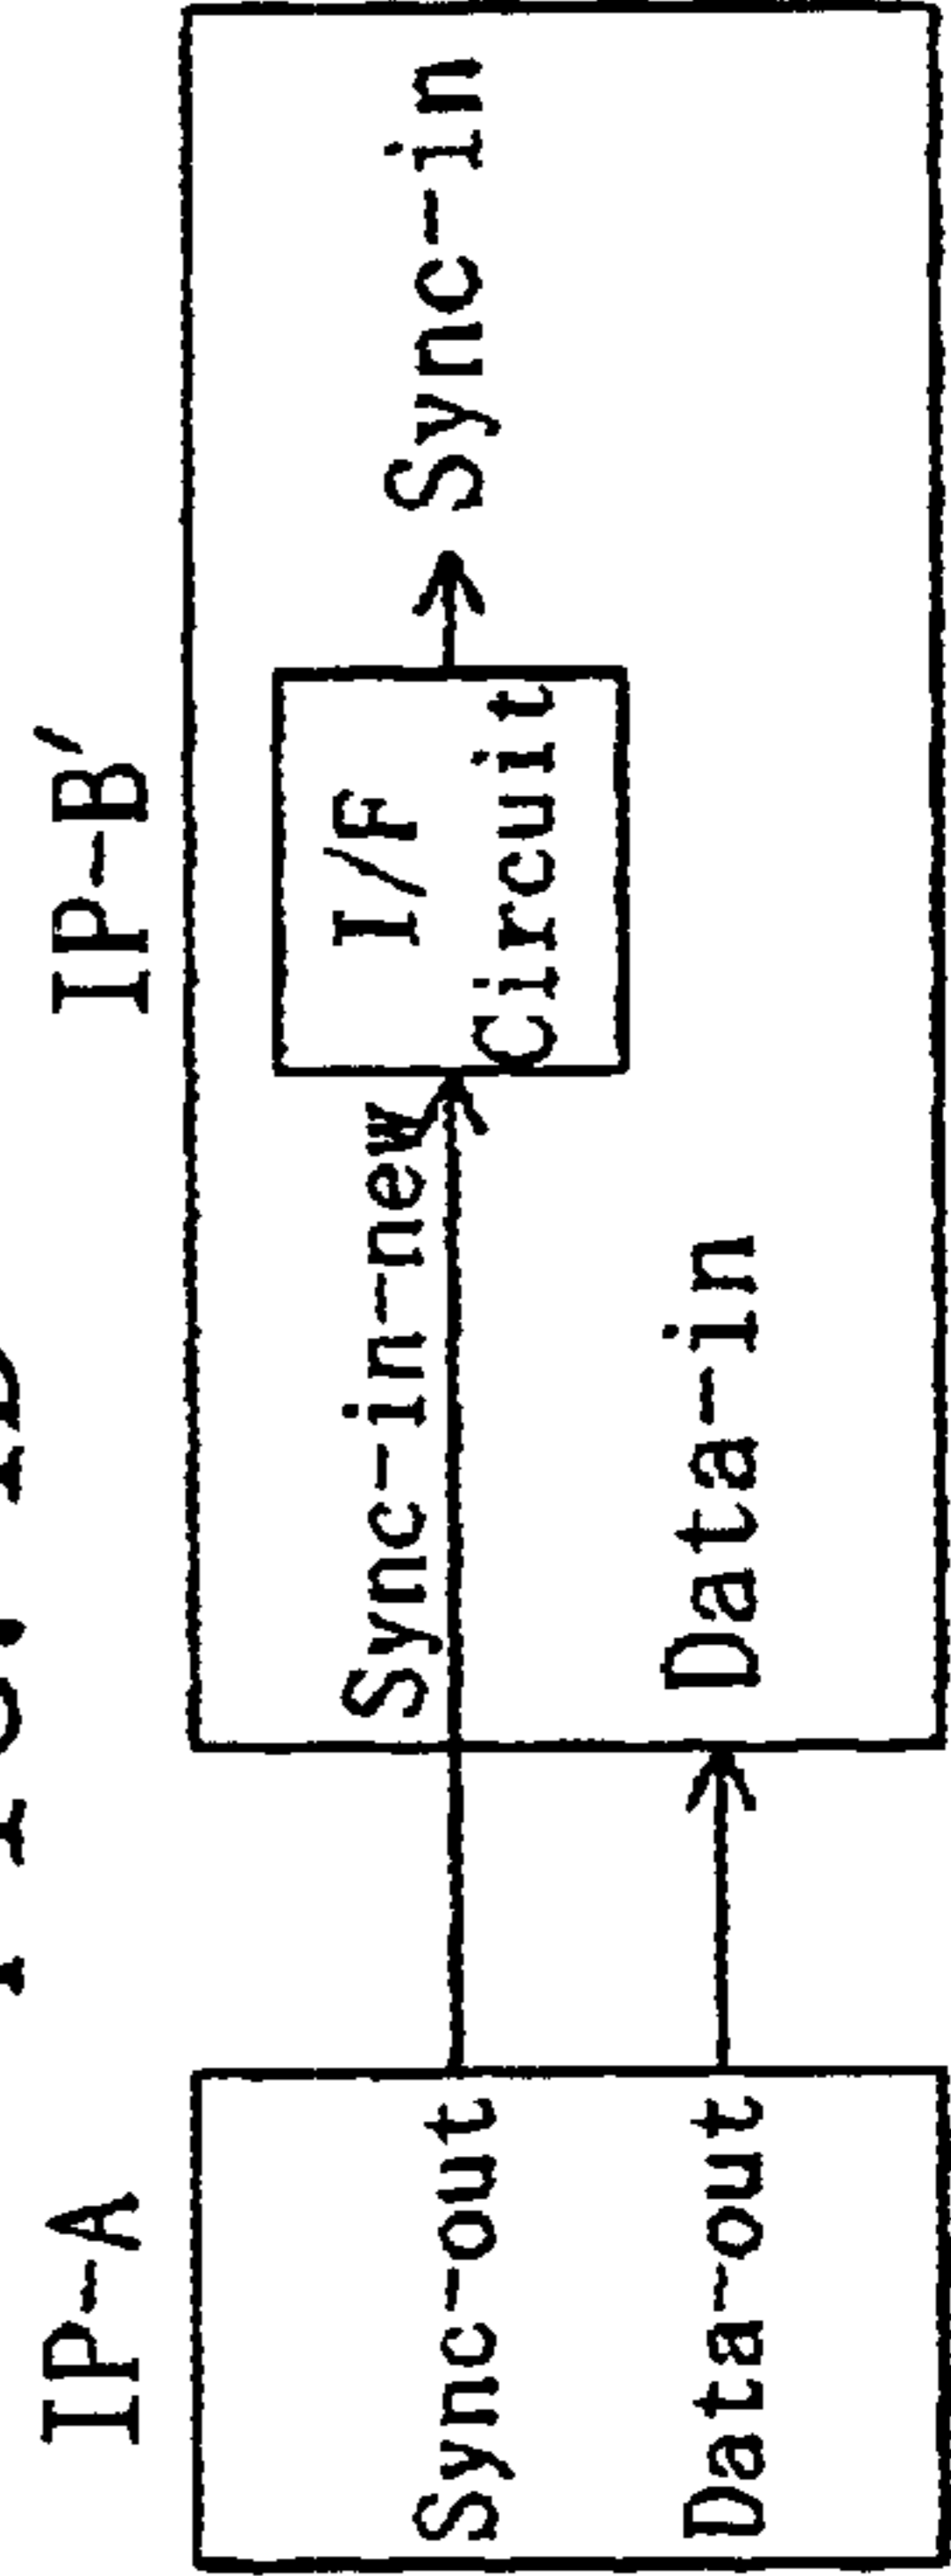 IP-A
IP-B′
Sync-out
Sync-in-new
I/F
Circuit
Sync-in
Data-out
Data-in